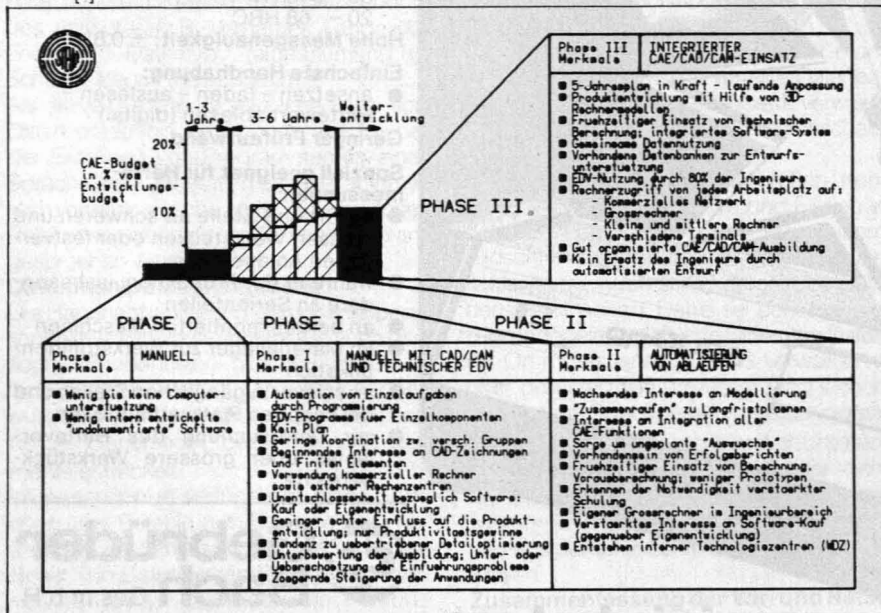 1-3
Jahre
3-6 Jahre
Weiter-
entwicklung
20%
CAE-Budget
in % vom
Entwicklungs-
budget
10%
PHASE III
Phase III
Merkmale
INTEGRIERTER
CAE/CAD/CAM-EINSATZ
■ 5-Jahresplan in Kraft - laufende Anpassung
■ Produktentwicklung mit Hilfe von
Rechnermodellen
■ Fruehzeitiger Einsatz v. technischer
Berechnung; integriertes Software-System
■ Gemeinsame Datennutzung
■ Vorhandene Datenbanken zur Entwurfs-
unterstuetzung
■ EDV-Nutzung durch 80% der Ingenieure
■ Rechnerzugriff von jedem Arbeitsplatz auf:
- Kommerzielles Netzwerk
- Grossrechner
- Kleine und mittlere Rechner
- Verschiedene Terminals
■ Gut organisierte CAE/CAD/CAM-Ausbildung
■ Kein Ersatz des Ingenieurs durch
automatisierten Entwurf
PHASE 0
PHASE I
PHASE II
Phase 0
Merkmale
MANUELL
■ Wenig bis keine Computer-
unterstuetzung
■ Wenig intern entwickelte
"undokumentierte" Software
Phase I
Merkmale
MANUELL MIT CAD/CAM
UND TECHNISCHER EDV
■ Automation von Einzelaufgaben
durch Programmierung
■ EDV-Programme fuer Einzelkomponenten
■ Kein Plan
■ Geringe Koordination zw. versch. Gruppen
■ Beginnendes Interesse an CAD-Zeichnungen
und Finiten Elementen
■ Verwendung kommerzieller Rechner
sowie externer Rechenzentren
■ Unentschlossenheit bezueglich Software:
Kauf oder Eigenentwicklung
■ Geringer echter Einfluss auf die Produkt-
entwicklung; nur Produktivitaetsgewinne
■ Tendenz zu uebertriebener Detailoptimierung
■ Unterbewertung der Ausbildung; Unter- oder
Ueberschaetzung der Einfuehrungsprobleme
■ Zoegernde Steigerung der Anwendungen
Phase II
Merkmale
AUTOMATISIERUNG
VON ABLAEUFEN
■ Wachsendes Interesse an Modellierung
■ "Zusammenraufen" zu Langfristplaenen
■ Interesse an Integration aller
CAE-Funktionen
■ Sorge um ungeplante "Auswuechse"
■ Vorhandensein von Erfolgsberichten
■ Fruehzeitiger Einsatz von Berechnung,
Vorausberechnung; weniger Prototypen
■ Erkennen der Notwendigkeit verstaerkter
Schulung
■ Eigener Grossrechner im Ingenieurbereich
■ Verstaerktes Interesse an Software-Kauf
(gegenueber Eigenentwicklung)
■ Entstehen interner Technologiezentren (MDZ)